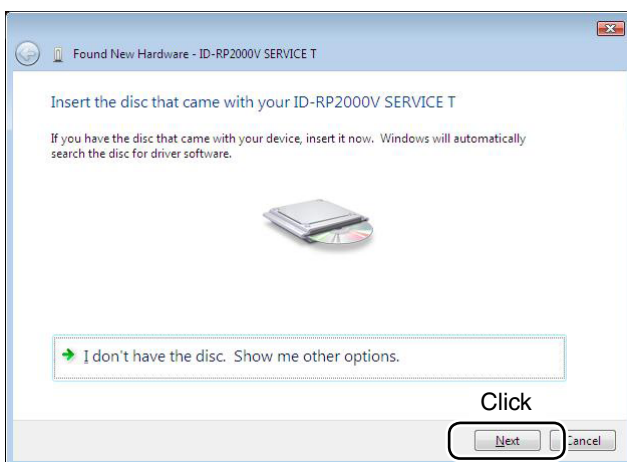 Found New Hardware - ID-RP2000V SERVICE T
Insert the disc that came with your ID-RP2000V SERVICE T
If you have the disc that came with your device, insert it now. Windows will automatically
search the disc for driver software.
I don't have the disc. Show me other options.
Click
Next Cancel